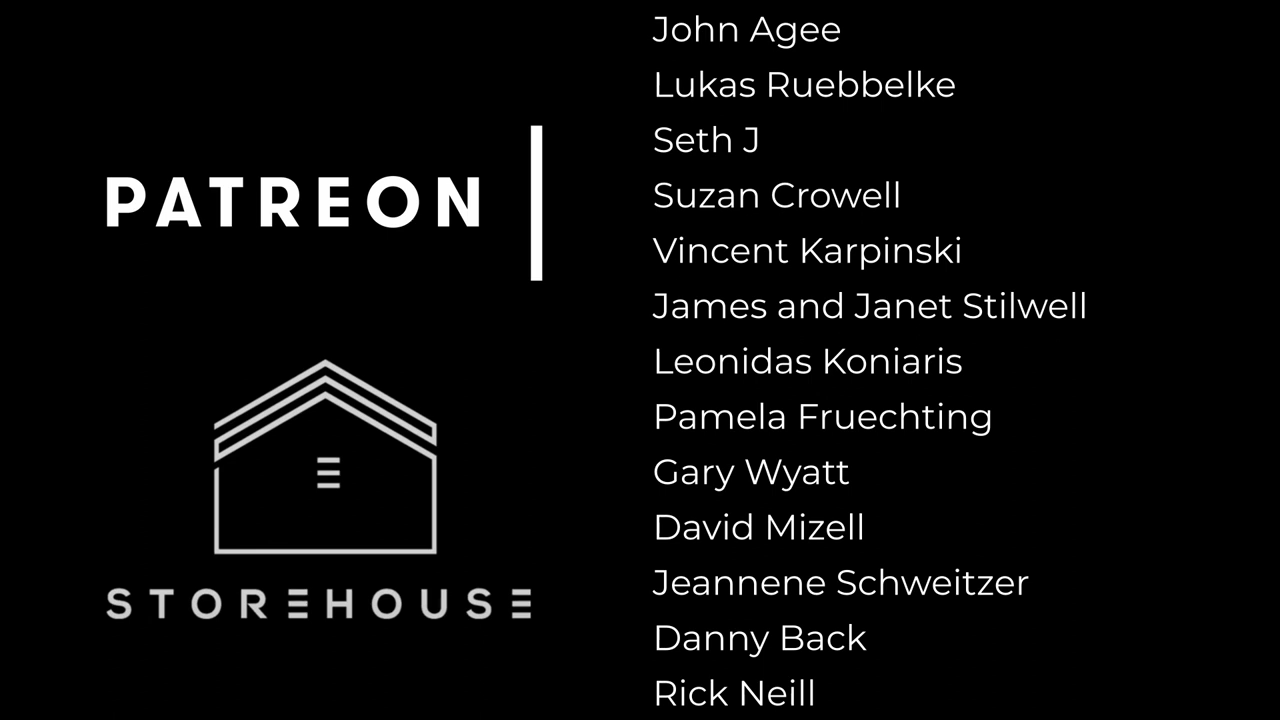 PATREON
STOREHOUSE
John Agee
Lukas Ruebbelke
Seth J
Suzan Crowell
Vincent Karpinski
James and Janet Stilwell
Leonidas Koniaris
Pamela Fruechting
Gary Wyatt
David Mizell
Jeannene Schweitzer
Danny Back
Rick Neill